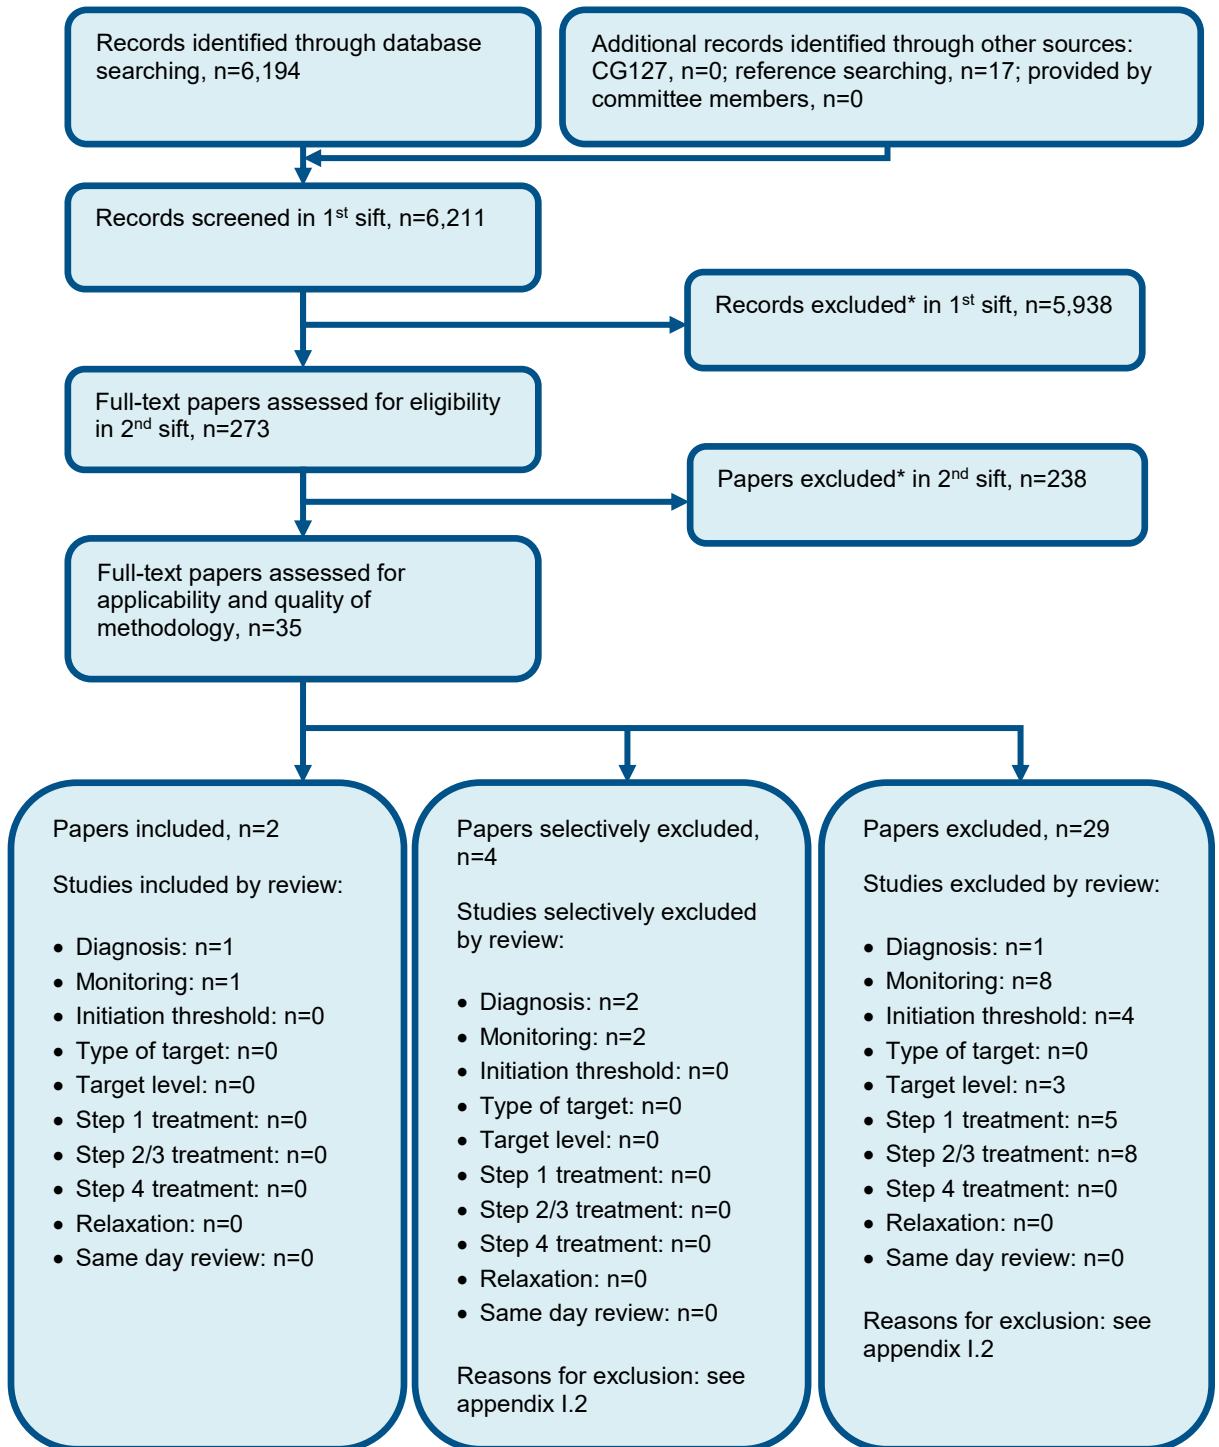 Records identified through database
searching, n=6,194
Additional records identified through other sources:
CG127, n=0; reference searching, n=17; provided by
committee members, n=0
Records screened in 1st sift, n=6,211
Records excluded* in 1st sift, n=5,938
Full-text papers assessed for eligibility
in 2nd sift, n=273
Papers excluded* in 2nd sift, n=238
Full-text papers assessed for
applicability and quality of
methodology, n=35
Papers included, n=2
Studies included by review:
• Diagnosis: n=1
• Monitoring: n=1
• Initiation threshold: n=0
• Type of target: n=0
• Target level: n=0
• Step 1 treatment: n=0
• Step 2/3 treatment: n=0
• Step 4 treatment: n=0
• Relaxation: n=0
• Same day review: n=0
Papers selectively excluded,
n=4
Studies selectively excluded
by review:
• Diagnosis: n=2
• Monitoring: n=2
• Initiation threshold: n=0
• Type of target: n=0
• Target level: n=0
• Step 1 treatment: n=0
• Step 2/3 treatment: n=0
• Step 4 treatment: n=0
• Relaxation: n=0
• Same day review: n=0
Reasons for exclusion: see
appendix I.2
Papers excluded, n=29
Studies excluded by review:
• Diagnosis: n=1
• Monitoring: n=8
• Initiation threshold: n=4
• Type of target: n=0
• Target level: n=3
• Step 1 treatment: n=5
• Step 2/3 treatment: n=8
• Step 4 treatment: n=0
• Relaxation: n=0
• Same day review: n=0
Reasons for exclusion: see
appendix I.2